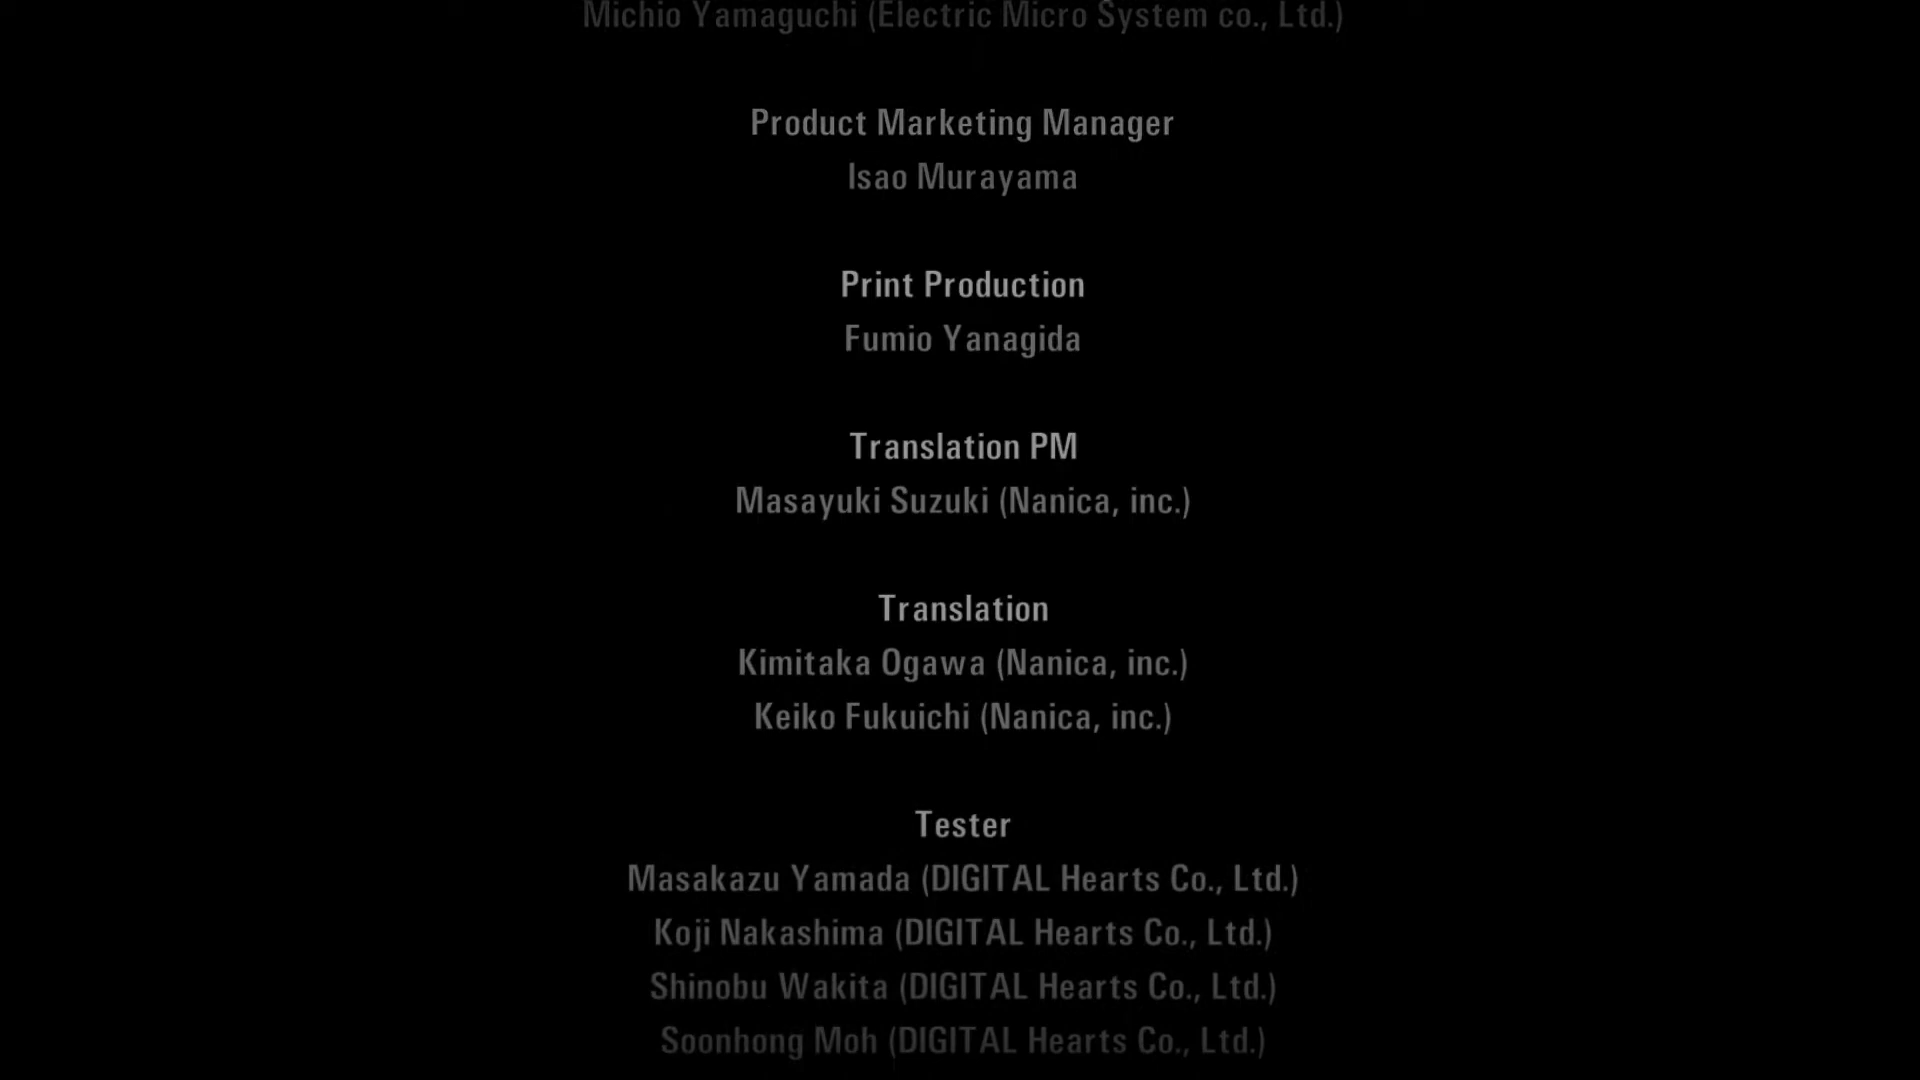 Michio Yamaguchi (Electric Micro System co., Ltd.)
Product Marketing Manager
Isao Murayama
Print Production
Fumio Yanagida
Translation PM
Masayuki Suzuki (Nanica, inc.)
Translation
Kimitaka Ogawa (Nanica, inc.)
Keiko Fukuichi (Nanica, inc.)
Tester
Masakazu Yamada (DIGITAL Hearts Co., Ltd.)
Koji Nakashima (DIGITAL Hearts Co., Ltd.)
Shinobu Wakita (DIGITAL Hearts Co., Ltd.)
Soonhong Moh (DIGITAL Hearts Co., Ltd.)